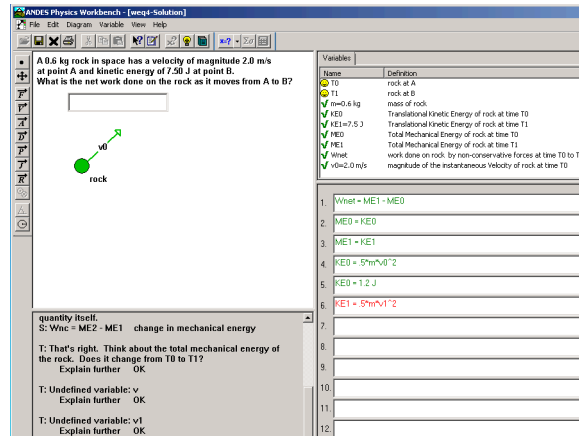 ANDES Physics Workbench - [weq4-Solution]
File Edit Diagram Variable View Help
x=?
A 0.6 kg rock in space has a velocity of magnitude 2.0 m/s
at point A and kinetic energy of 7.50 J at point B.
What is the net work done on the rock as it moves from A to B?
v0
rock
Variables
Name Definition
T0 rock at A
T1 rock at B
m=0.6 kg mass of rock
KE0 Translational Kinetic Energy of rock at time T0
KE1=7.5 J Translational Kinetic Energy of rock at time T1
ME0 Total Mechanical Energy of rock at time T0
ME1 Total Mechanical Energy of rock at time T1
Wnet work done on rock by non-conservative forces at time T0 to T
v0=2.0 m/s magnitude of the instantaneous Velocity of rock at time T0
1. Wnet = ME1 - ME0
2. ME0 = KE0
3. ME1 = KE1
4. KE0 = .5*m*v0^2
5. KE0 = 1.2 J
6. KE1 = .5*m*v1^2
7.
8.
9.
10.
11.
12.
quantity itself.
S: Wnc = ME2 - ME1 change in mechanical energy
T: That's right. Think about the total mechanical energy of
the rock. Does it change from T0 to T1?
Explain further OK
T: Undefined variable: v
Explain further OK
T: Undefined variable: v1
Explain further OK